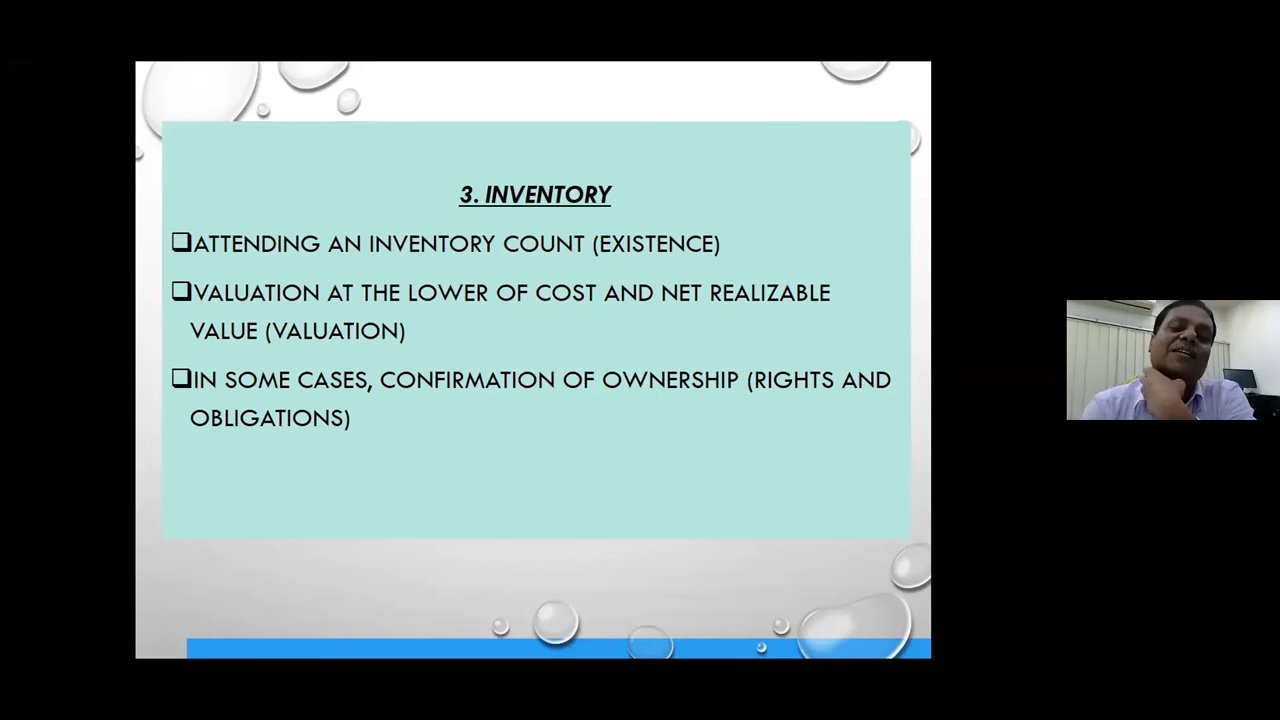 3. INVENTORY
❑ATTENDING AN INVENTORY COUNT (EXISTENCE)
❑VALUATION AT THE LOWER OF COST AND NET REALIZABLE
VALUE (VALUATION)
❑IN SOME CASES, CONFIRMATION OF OWNERSHIP (RIGHTS AND
OBLIGATIONS)